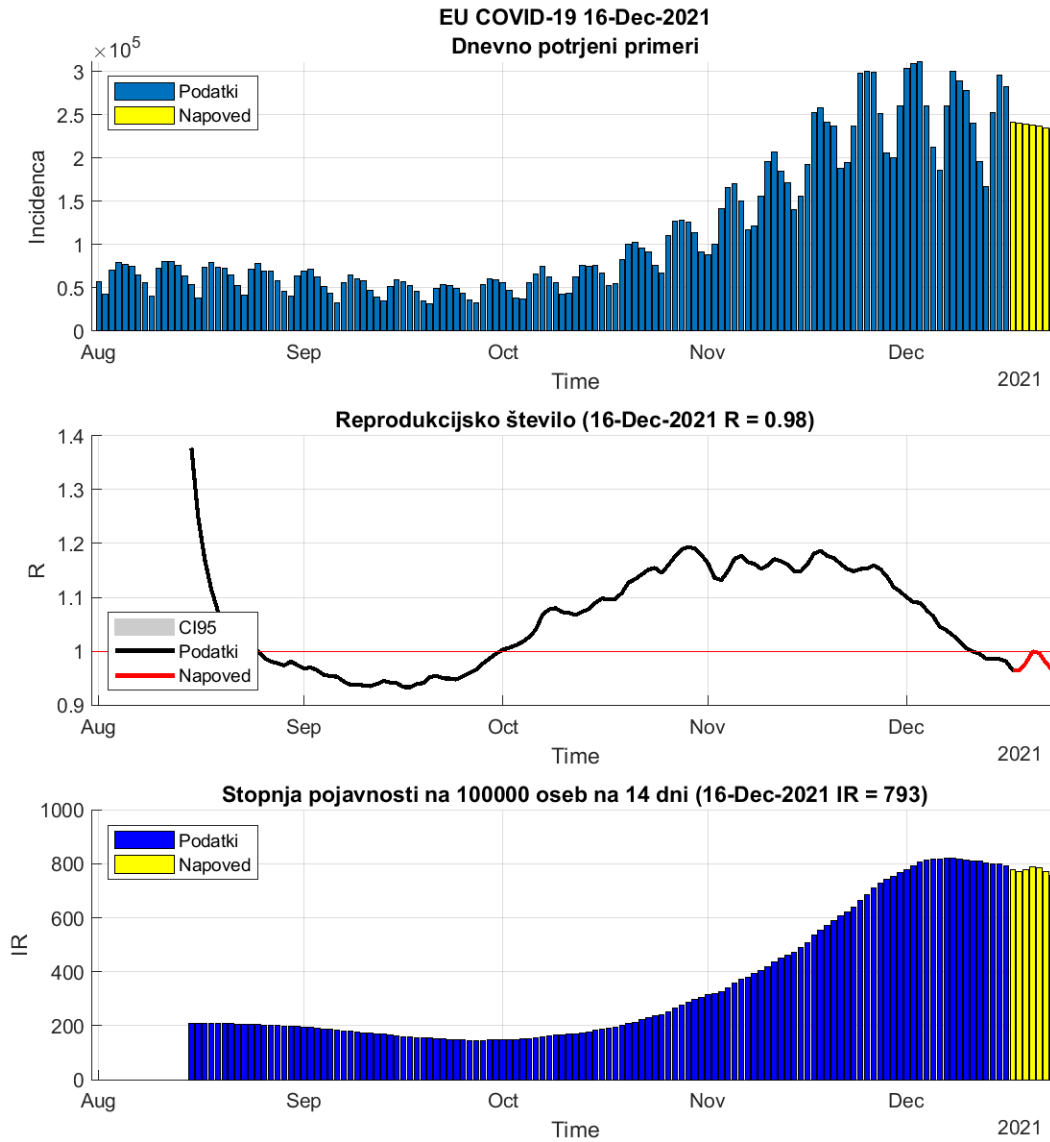 EU COVID-19 16-Dec-2021
Dnevno potrjeni primeri
×10^5
3
2.5
2
1.5
1
0.5
0
Incidenca
Podatki
Napoved
Aug Sep Oct Nov Dec
Time
2021
Reprodukcijsko število (16-Dec-2021 R = 0.98)
1.4
1.3
1.2
1.1
1
0.9
R
CI95
Podatki
Napoved
Aug Sep Oct Nov Dec
Time
2021
Stopnja pojavnosti na 100000 oseb na 14 dni (16-Dec-2021 IR = 793)
1000
800
600
400
200
0
IR
Podatki
Napoved
Aug Sep Oct Nov Dec
Time
2021